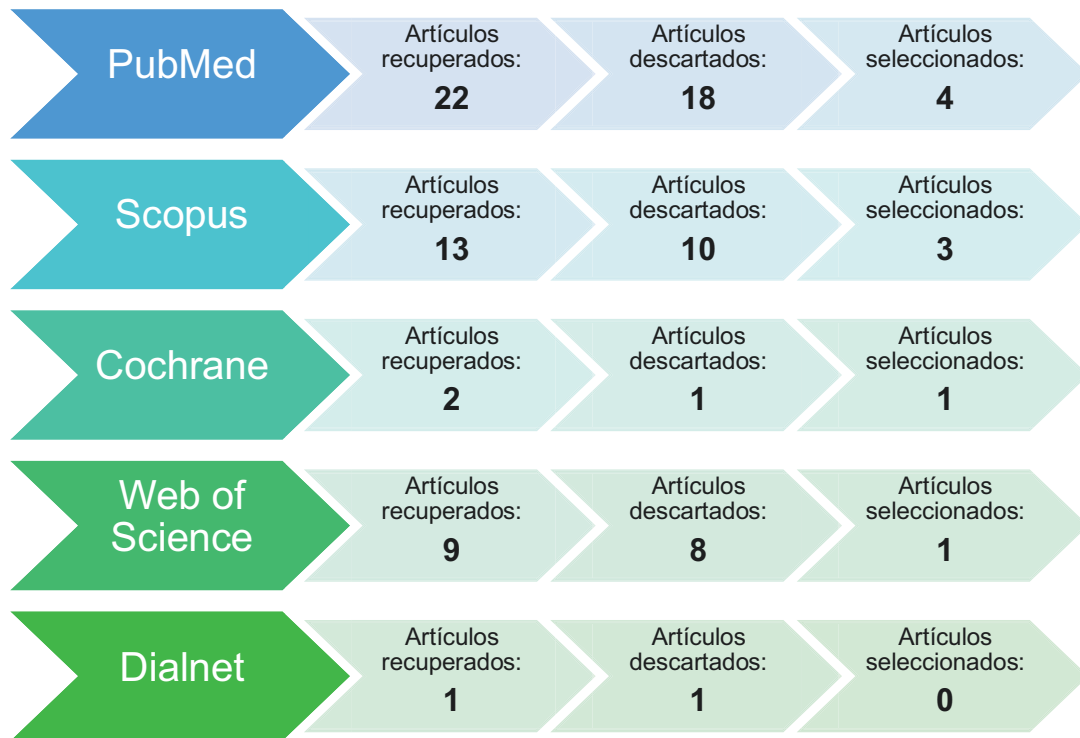 PubMed
Artículos
recuperados:
22
Artículos
descartados:
18
Artículos
seleccionados:
4
Scopus
Artículos
recuperados:
13
Artículos
descartados:
10
Artículos
seleccionados:
3
Cochrane
Artículos
recuperados:
2
Artículos
descartados:
1
Artículos
seleccionados:
1
Web of
Science
Artículos
recuperados:
9
Artículos
descartados:
8
Artículos
seleccionados:
1
Dialnet
Artículos
recuperados:
1
Artículos
descartados:
1
Artículos
seleccionados:
0